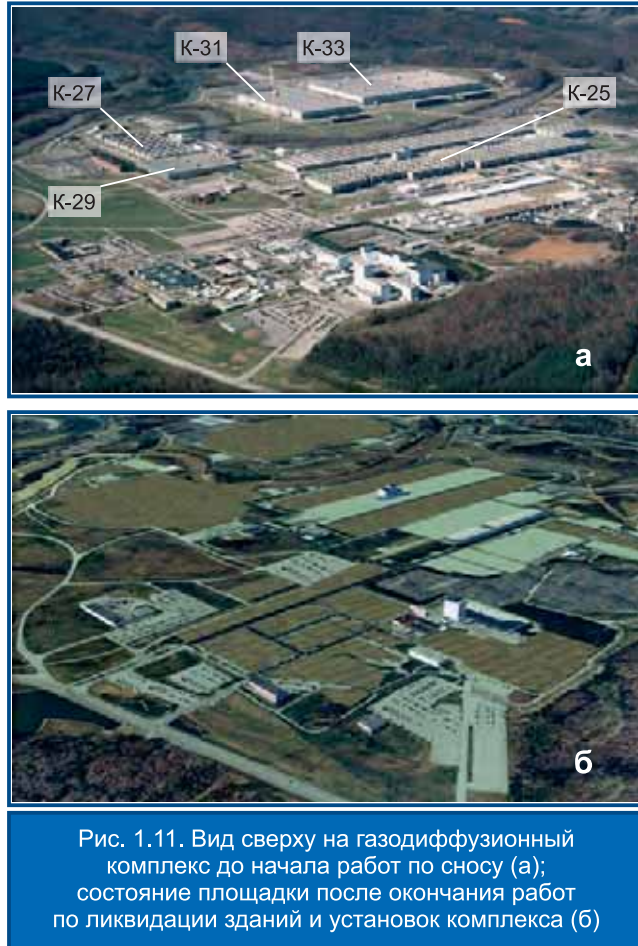 К-31
К-33
К-27
К-25
К-29
а
б
Рис. 1.11. Вид сверху на газодиффузионный
комплекс до начала работ по сносу (а);
состояние площадки после окончания работ
по ликвидации зданий и установок комплекса (б)